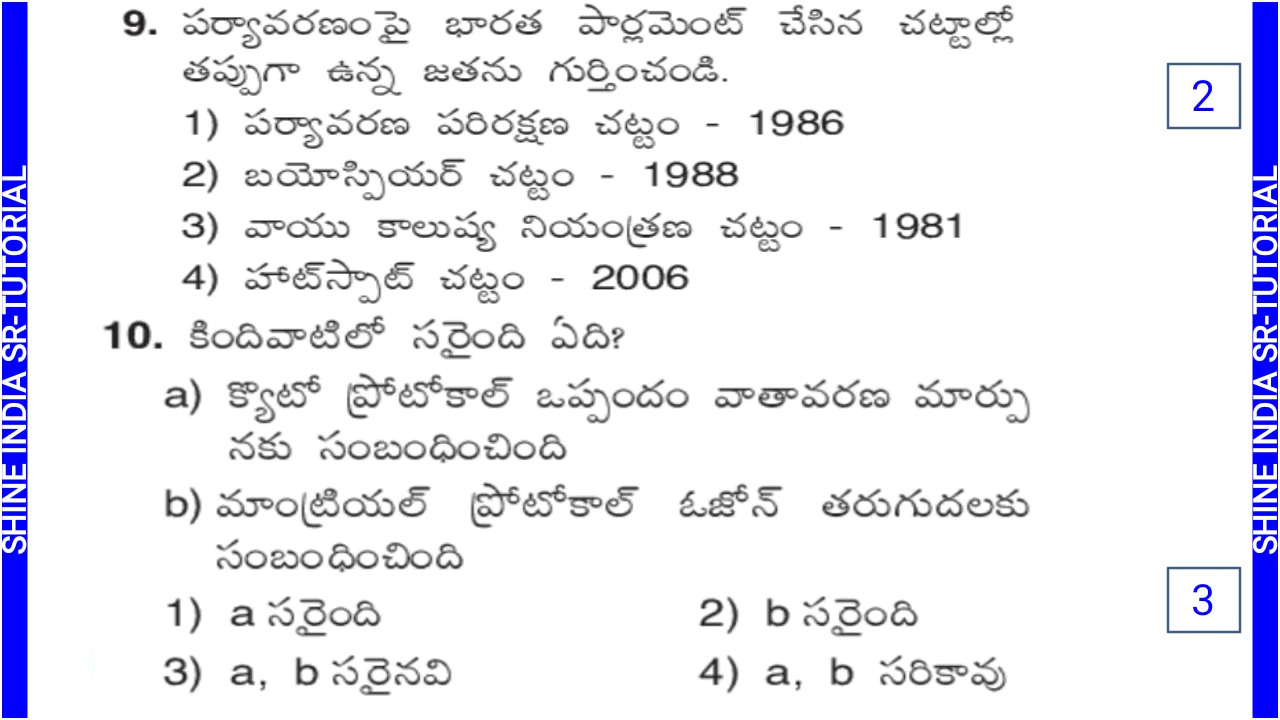 SHINE INDIA SR-TUTORIAL
9. పర్యావరణంపై భారత పార్లమెంట్ చేసిన చట్టాల్లో
తప్పుగా ఉన్న జతను గుర్తించండి.
2
1) పర్యావరణ పరిరక్షణ చట్టం - 1986
2) బయోస్పియర్ చట్టం - 1988
3) వాయు కాలుష్య నియంత్రణ చట్టం - 1981
4) హాట్‌స్పాట్ చట్టం - 2006
10. కిందివాటిలో సరైంది ఏది?
a) క్యొటో ప్రోటోకాల్ ఒప్పందం వాతావరణ మార్పు
నకు సంబంధించింది
b) మాంట్రియల్ ప్రోటోకాల్ ఓజోన్ తరుగుదలకు
సంబంధించింది
3
1) a సరైంది 2) b సరైంది
3) a, b సరైనవి 4) a, b సరికావు
SHINE INDIA SR-TUTORIAL